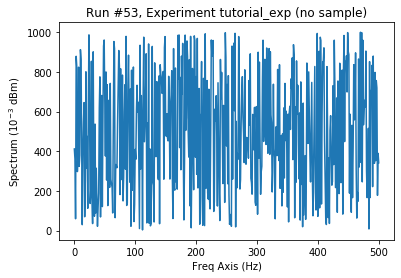 Run #53, Experiment tutorial_exp (no sample)
1000
800
600
400
200
0
Spectrum (10⁻³ dBm)
0 100 200 300 400 500
Freq Axis (Hz)